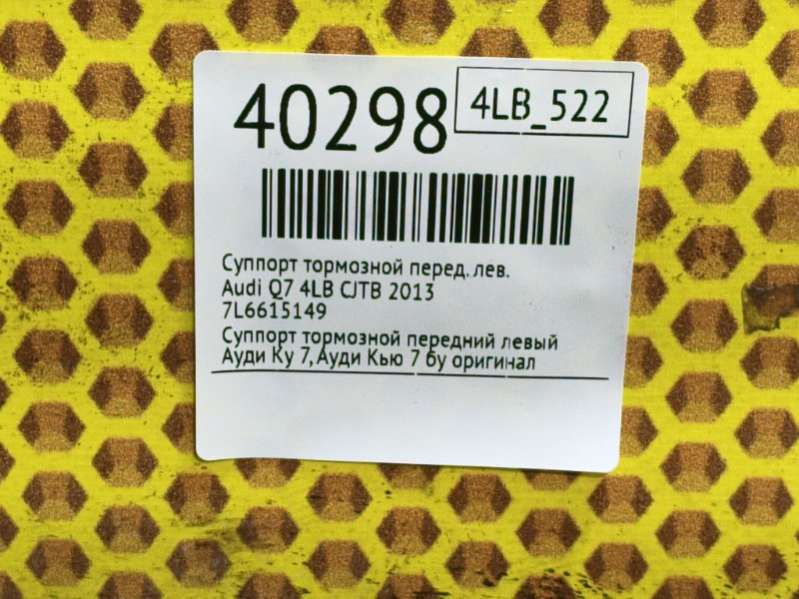 40298
4LB_522
Суппорт тормозной перед. лев.
Audi Q7 4LB CJTB 2013
7L6615149
Суппорт тормозной передний левый
Ауди Ку 7, Ауди Кью 7 бу оригинал